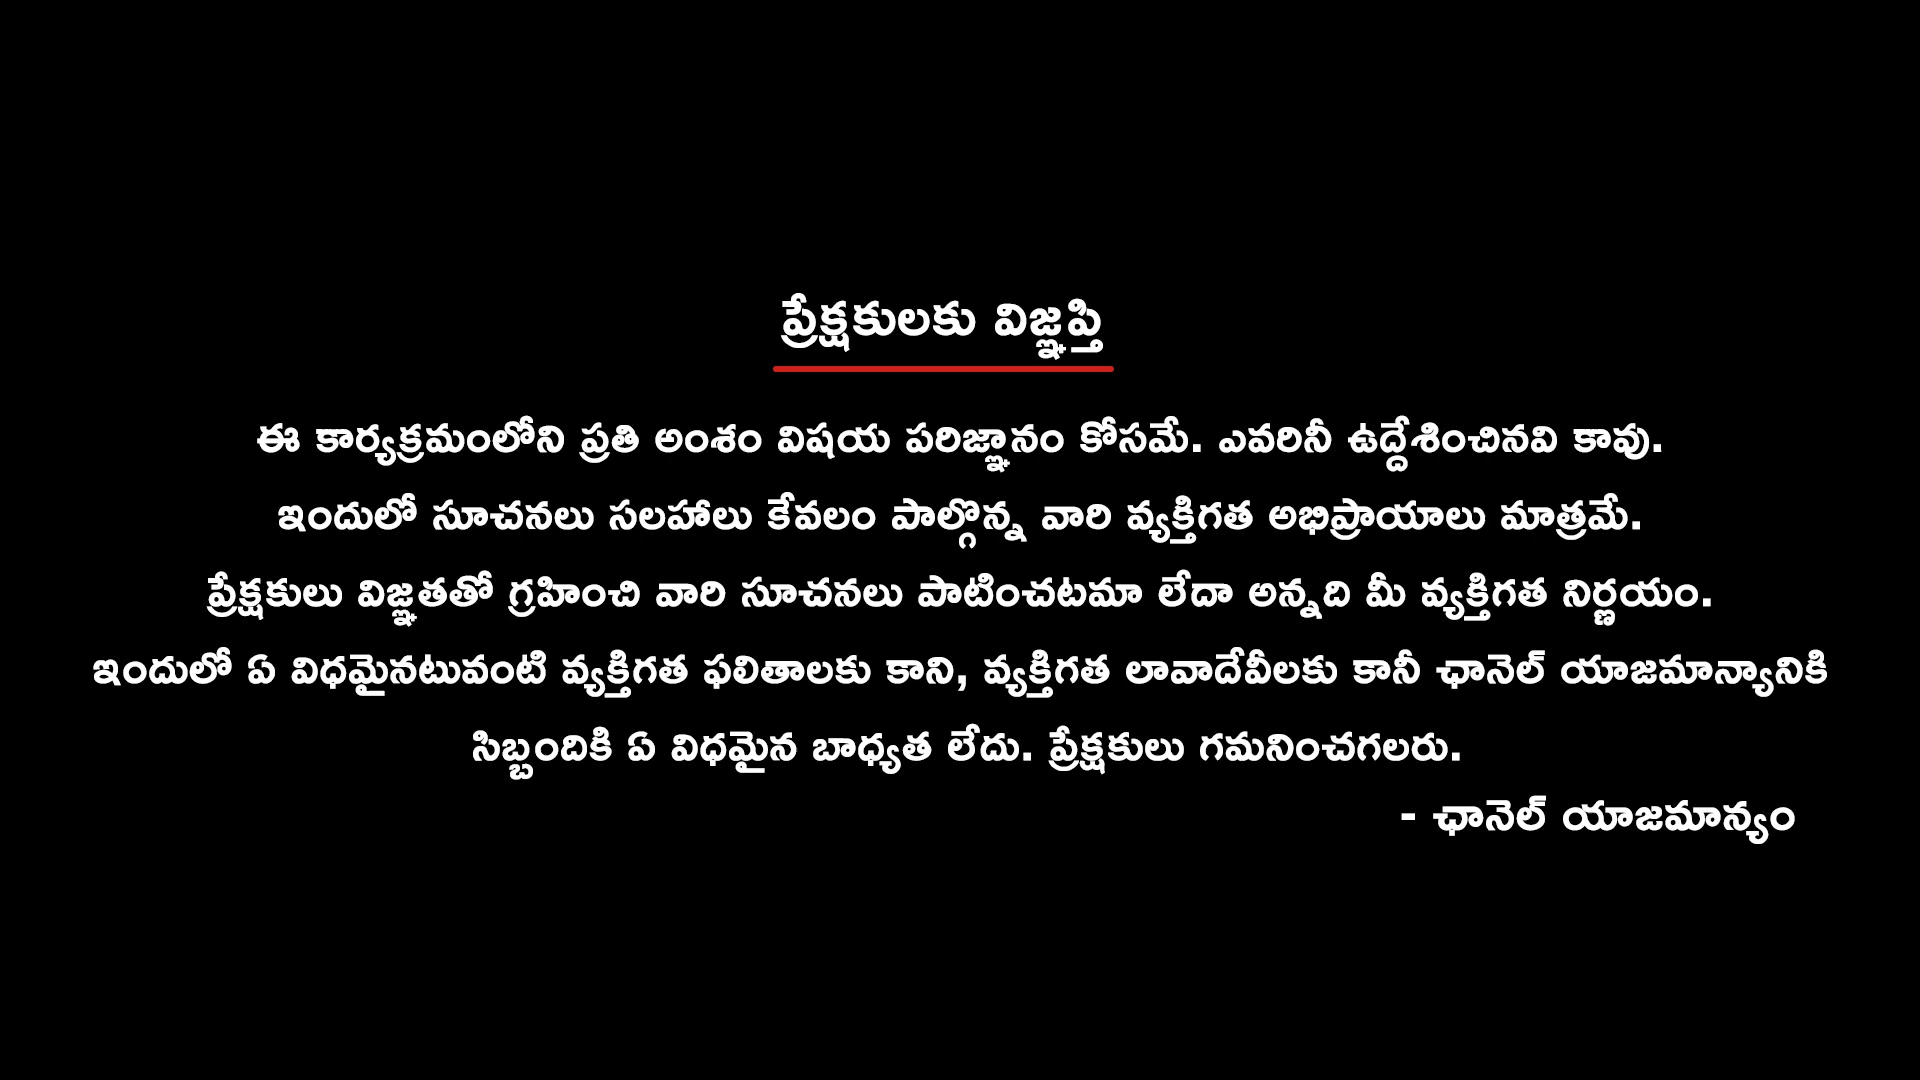 ప్రేక్షకులకు విజ్ఞప్తి
ఈ కార్యక్రమంలోని ప్రతి అంశం విషయ పరిజ్ఞానం కోసమే. ఎవరినీ ఉద్దేశించినవి కావు.
ఇందులో సూచనలు సలహాలు కేవలం పాల్గొన్న వారి వ్యక్తిగత అభిప్రాయాలు మాత్రమే.
ప్రేక్షకులు విజ్ఞతతో గ్రహించి వారి సూచనలు పాటించటమా లేదా అన్నది మీ వ్యక్తిగత నిర్ణయం.
ఇందులో ఏ విధమైనటువంటి వ్యక్తిగత ఫలితాలకు కాని, వ్యక్తిగత లావాదేవీలకు కానీ ఛానెల్ యాజమాన్యానికి
సిబ్బందికి ఏ విధమైన బాధ్యత లేదు. ప్రేక్షకులు గమనించగలరు.
- ఛానెల్ యాజమాన్యం